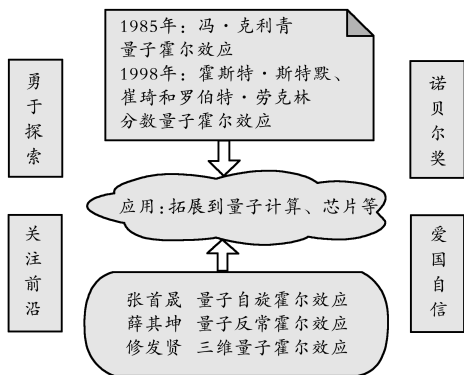 1985年：冯·克利青
量子霍尔效应
1998年：霍斯特·斯特默、
崔琦和罗伯特·劳克林
分数量子霍尔效应
勇于探索
诺贝尔奖
应用：拓展到量子计算、芯片等
关注前沿
爱国自信
张首晟 量子自旋霍尔效应
薛其坤 量子反常霍尔效应
修发贤 三维量子霍尔效应